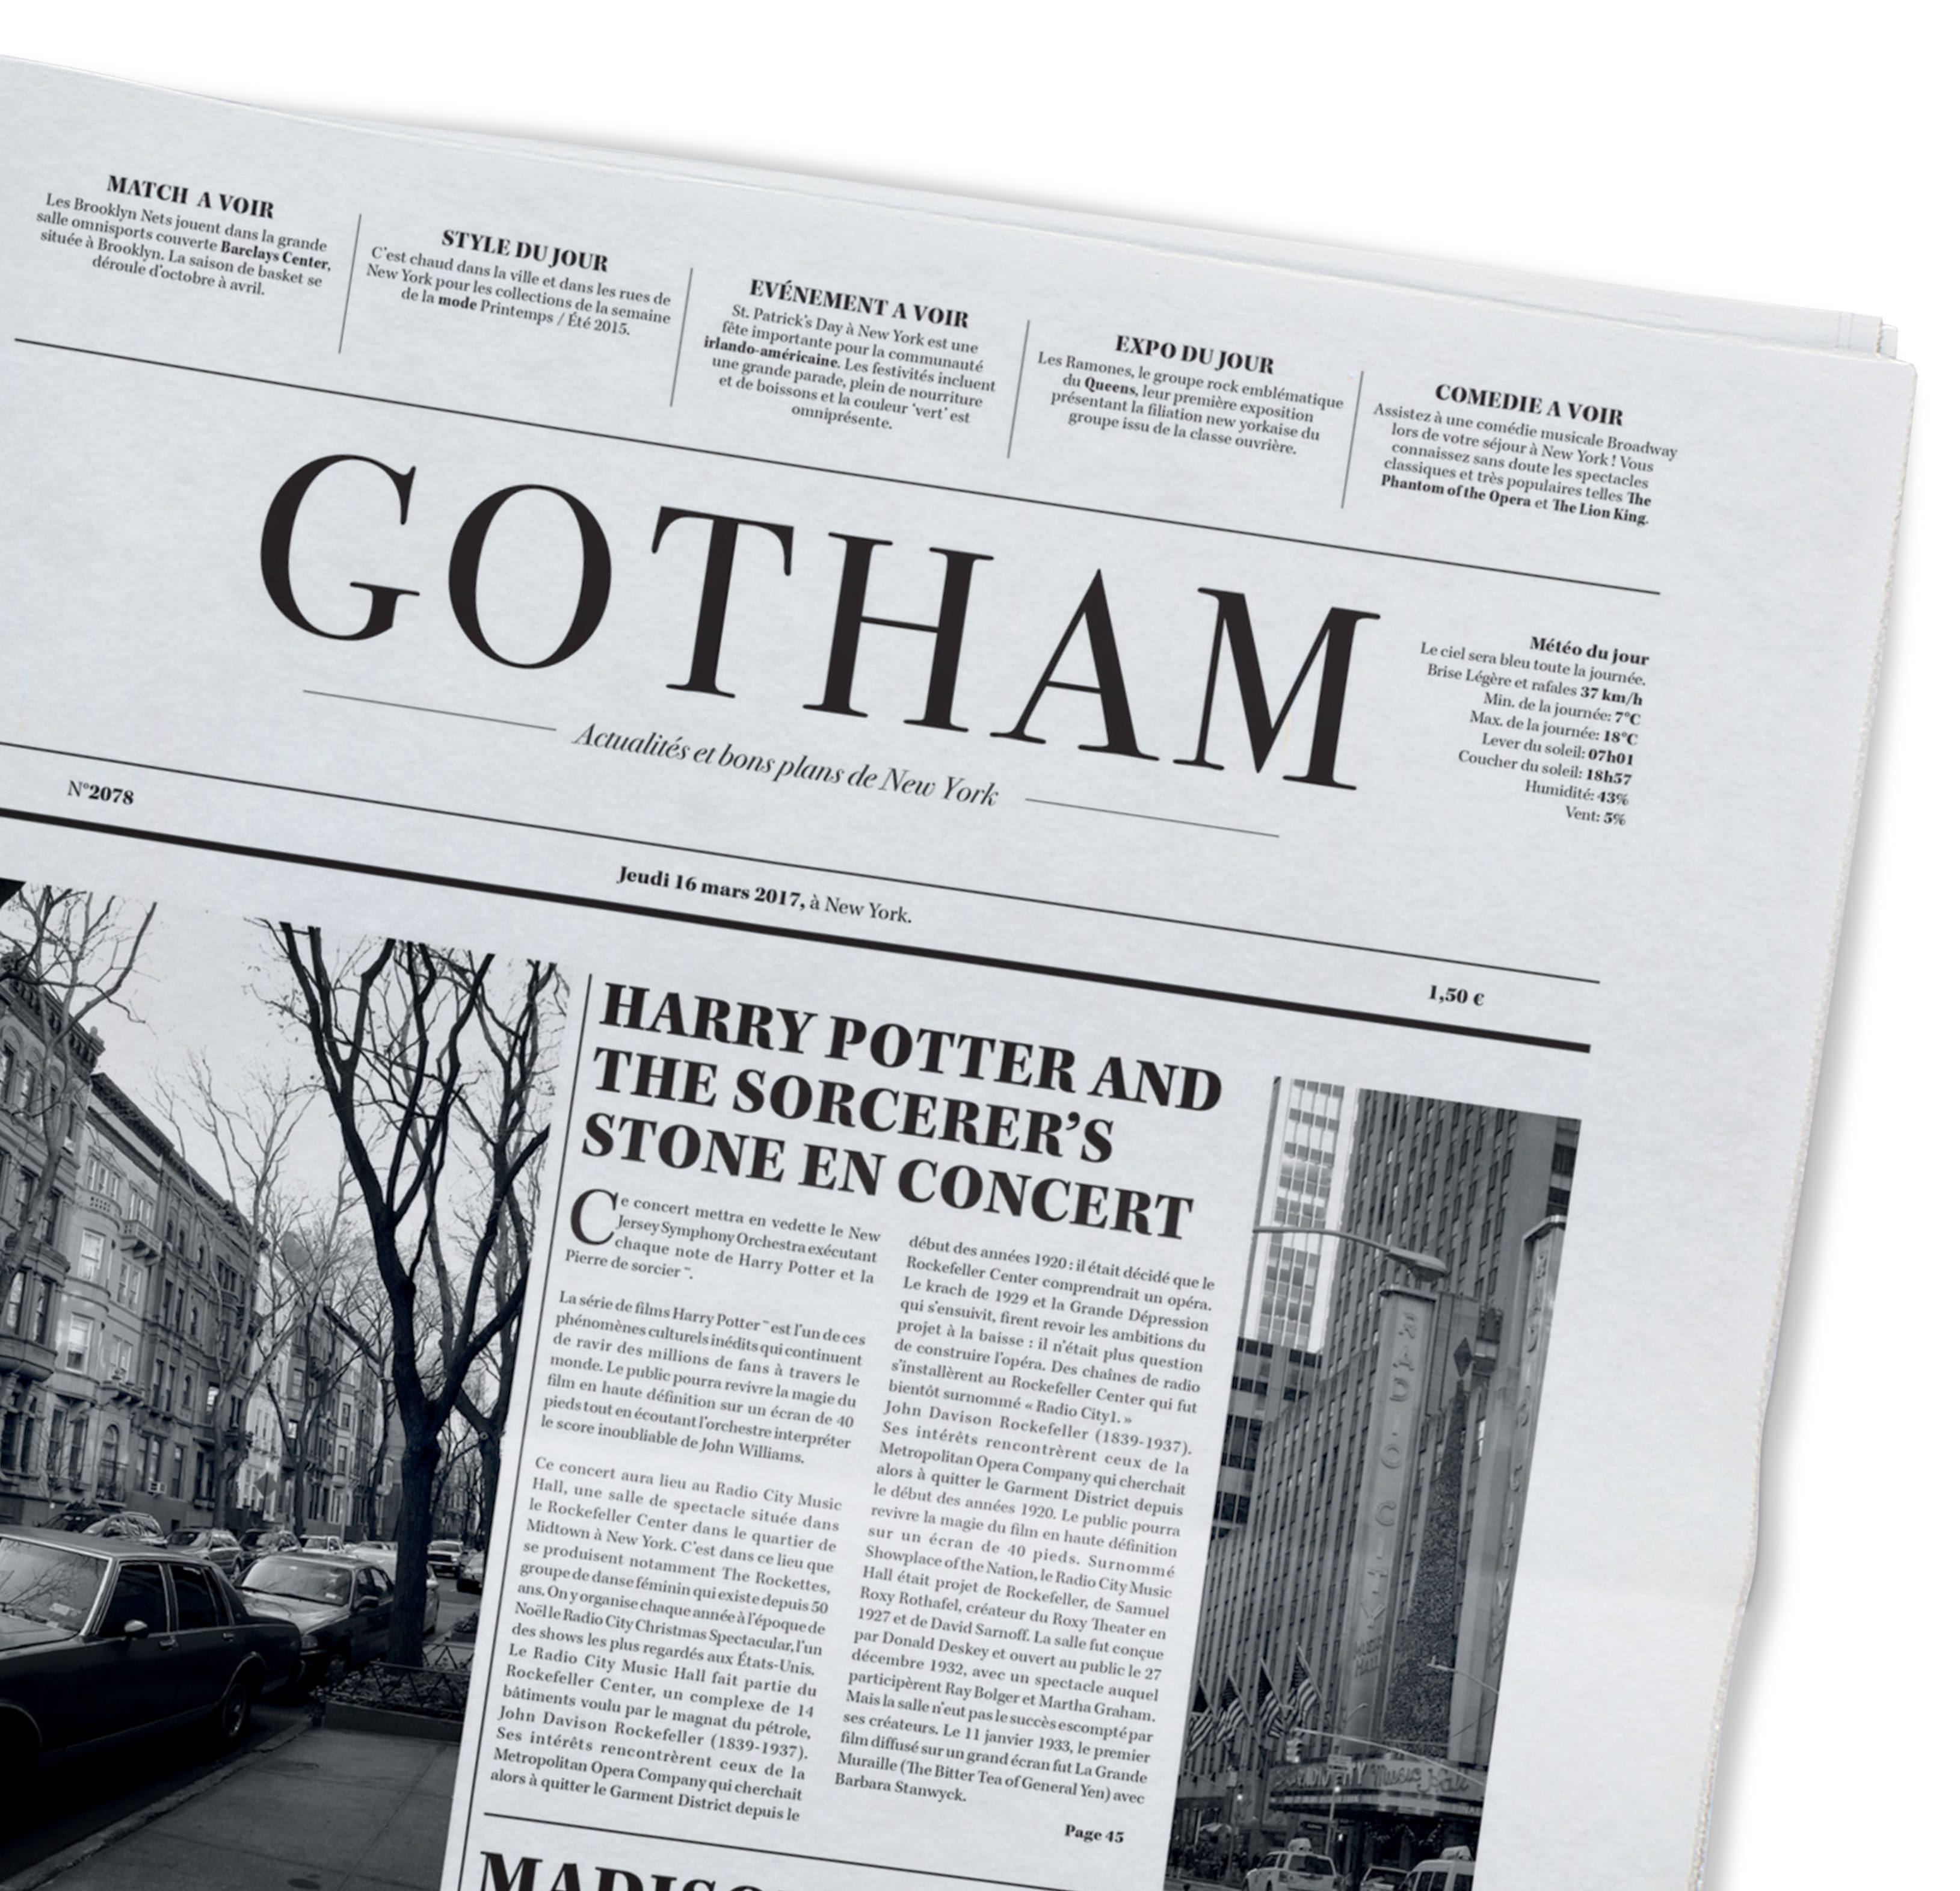 MATCH A VOIR
Les Brooklyn Nets jouent dans la grande
salle omnisports couverte Barclays Center,
située à Brooklyn. La saison de basket se
déroule d'octobre à avril.
STYLE DU JOUR
C'est chaud dans la ville et dans les rues de
New York pour les collections de la semaine
de la mode Printemps / Été 2015.
EVÉNEMENT A VOIR
St. Patrick's Day à New York est une
fête importante pour la communauté
irlando-américaine. Les festivités incluent
une grande parade, plein de nourriture
et de boissons et la couleur 'vert' est
omniprésente.
EXPO DU JOUR
Les Ramones, le groupe rock emblématique
du Queens, leur première exposition
présentant la filiation new yorkaise du
groupe issu de la classe ouvrière.
COMEDIE A VOIR
Assistez à une comédie musicale Broadway
lors de votre séjour à New York ! Vous
connaissez sans doute les spectacles
classiques et très populaires telles The
Phantom of the Opera et The Lion King.
GOTHAM
Actualités et bons plans de New York
Météo du jour
Le ciel sera bleu toute la journée.
Brise Légère et rafales 37 km/h
Min. de la journée: 7°C
Max. de la journée: 18°C
Lever du soleil: 07h01
Coucher du soleil: 18h57
Humidité: 43%
Vent: 5%
N°2078
Jeudi 16 mars 2017, à New York.
1,50 €
HARRY POTTER AND
THE SORCERER'S
STONE EN CONCERT
Ce concert mettra en vedette le New
Jersey Symphony Orchestra exécutant
chaque note de Harry Potter et la
Pierre de sorcier ™.
La série de films Harry Potter ™ est l'un de ces
phénomènes culturels inédits qui continuent
de ravir des millions de fans à travers le
monde. Le public pourra revivre la magie du
film en haute définition sur un écran de 40
pieds tout en écoutant l'orchestre interpréter
le score inoubliable de John Williams.
Ce concert aura lieu au Radio City Music
Hall, une salle de spectacle située dans
le Rockefeller Center dans le quartier de
Midtown à New York. C'est dans ce lieu que
se produisent notamment The Rockettes,
groupe de danse féminin qui existe depuis 50
ans. On y organise chaque année à l'époque de
Noël le Radio City Christmas Spectacular, l'un
des shows les plus regardés aux États-Unis.
Le Radio City Music Hall fait partie du
Rockefeller Center, un complexe de 14
bâtiments voulu par le magnat du pétrole,
John Davison Rockefeller (1839-1937).
Ses intérêts rencontrèrent ceux de la
Metropolitan Opera Company qui cherchait
alors à quitter le Garment District depuis le
début des années 1920 : il était décidé que le
Rockefeller Center comprendrait un opéra.
Le krach de 1929 et la Grande Dépression
qui s'ensuivit, firent revoir les ambitions du
projet à la baisse : il n'était plus question
de construire l'opéra. Des chaînes de radio
s'installèrent au Rockefeller Center qui fut
bientôt surnommé « Radio City1. »
John Davison Rockefeller (1839-1937).
Ses intérêts rencontrèrent ceux de la
Metropolitan Opera Company qui cherchait
alors à quitter le Garment District depuis
le début des années 1920. Le public pourra
revivre la magie du film en haute définition
sur un écran de 40 pieds. Surnommé
Showplace of the Nation, le Radio City Music
Hall était projet de Rockefeller, de Samuel
Roxy Rothafel, créateur du Roxy Theater en
1927 et de David Sarnoff. La salle fut conçue
par Donald Deskey et ouvert au public le 27
décembre 1932, avec un spectacle auquel
participèrent Ray Bolger et Martha Graham.
Mais la salle n'eut pas le succès escompté par
ses créateurs. Le 11 janvier 1933, le premier
film diffusé sur un grand écran fut La Grande
Muraille (The Bitter Tea of General Yen) avec
Barbara Stanwyck.
Page 45
RADIO CITY
MUSIC HALL
Music Hall